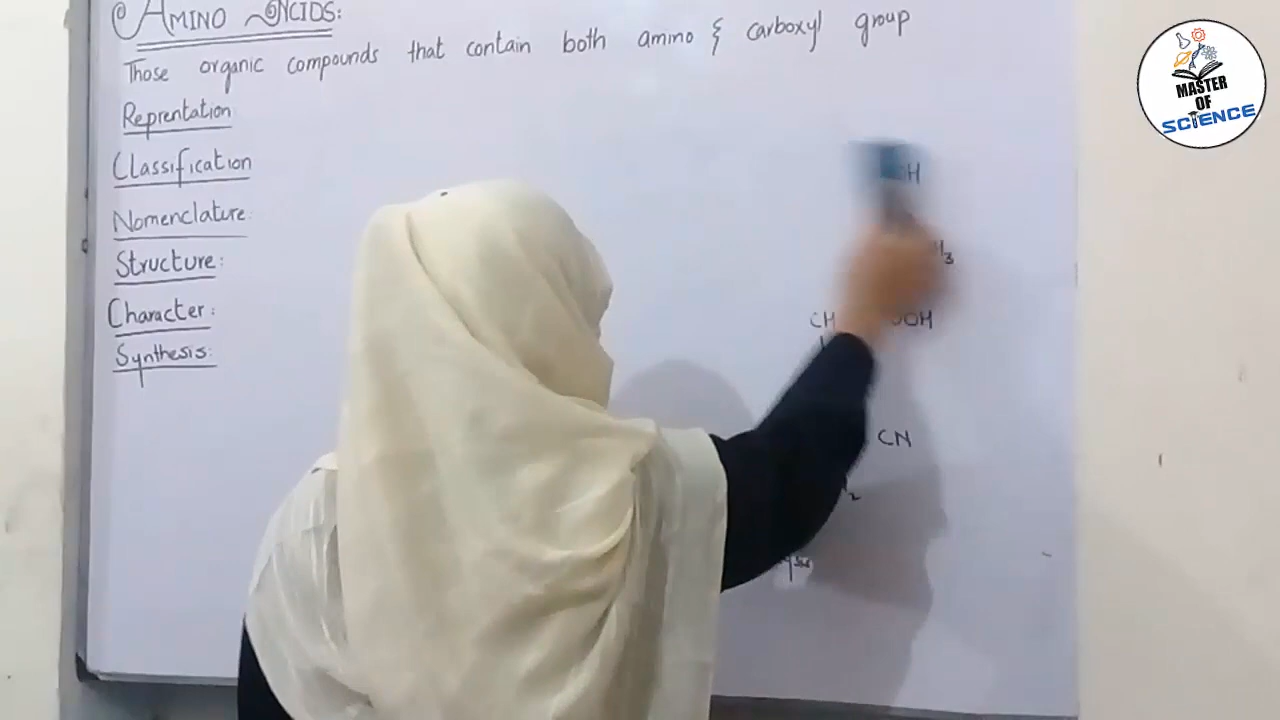 AMINO ACIDS:
Those organic compounds that contain both amino & carboxyl group
Reprentation
Classification
Nomenclature:
Structure:
Character:
Synthesis:
CH
OOH
CN
MASTER
OF
SCIENCE